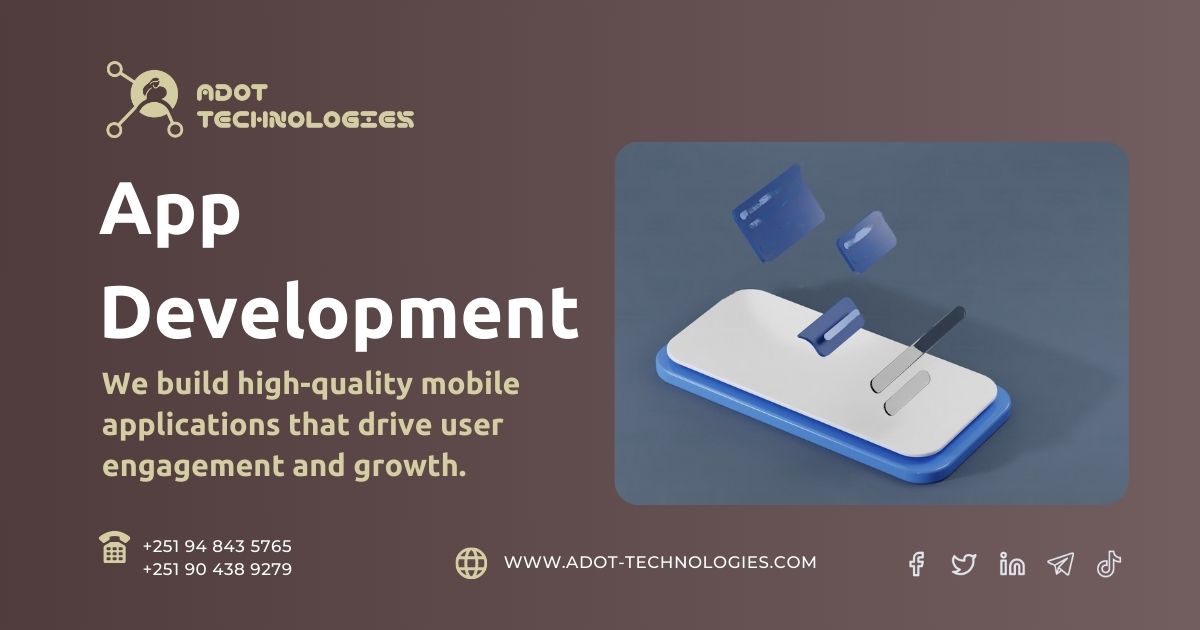 ADOT
TECHNOLOGIES
App
Development
We build high-quality mobile
applications that drive user
engagement and growth.
+251 94 843 5765
+251 90 438 9279
WWW.ADOT-TECHNOLOGIES.COM